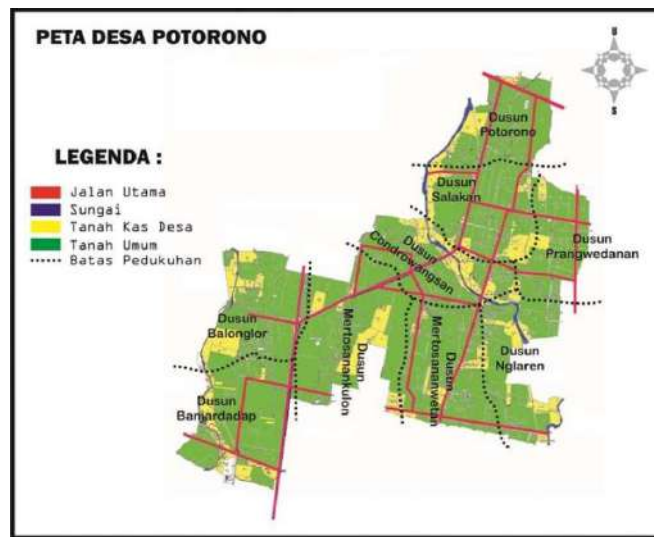 PETA DESA POTORONO
U
S
LEGENDA :
Jalan Utama
Sungai
Tanah Kas Desa
Tanah Umum
Batas Pedukuhan
Dusun
Potorono
Dusun
Salakan
Dusun
Prangwedanan
Dusun
Condrowangsan
Dusun
Balonglor
Dusun
Mertosanankulon
Dusun
Mertosananwetan
Dusun
Nglaren
Dusun
Banjardadap